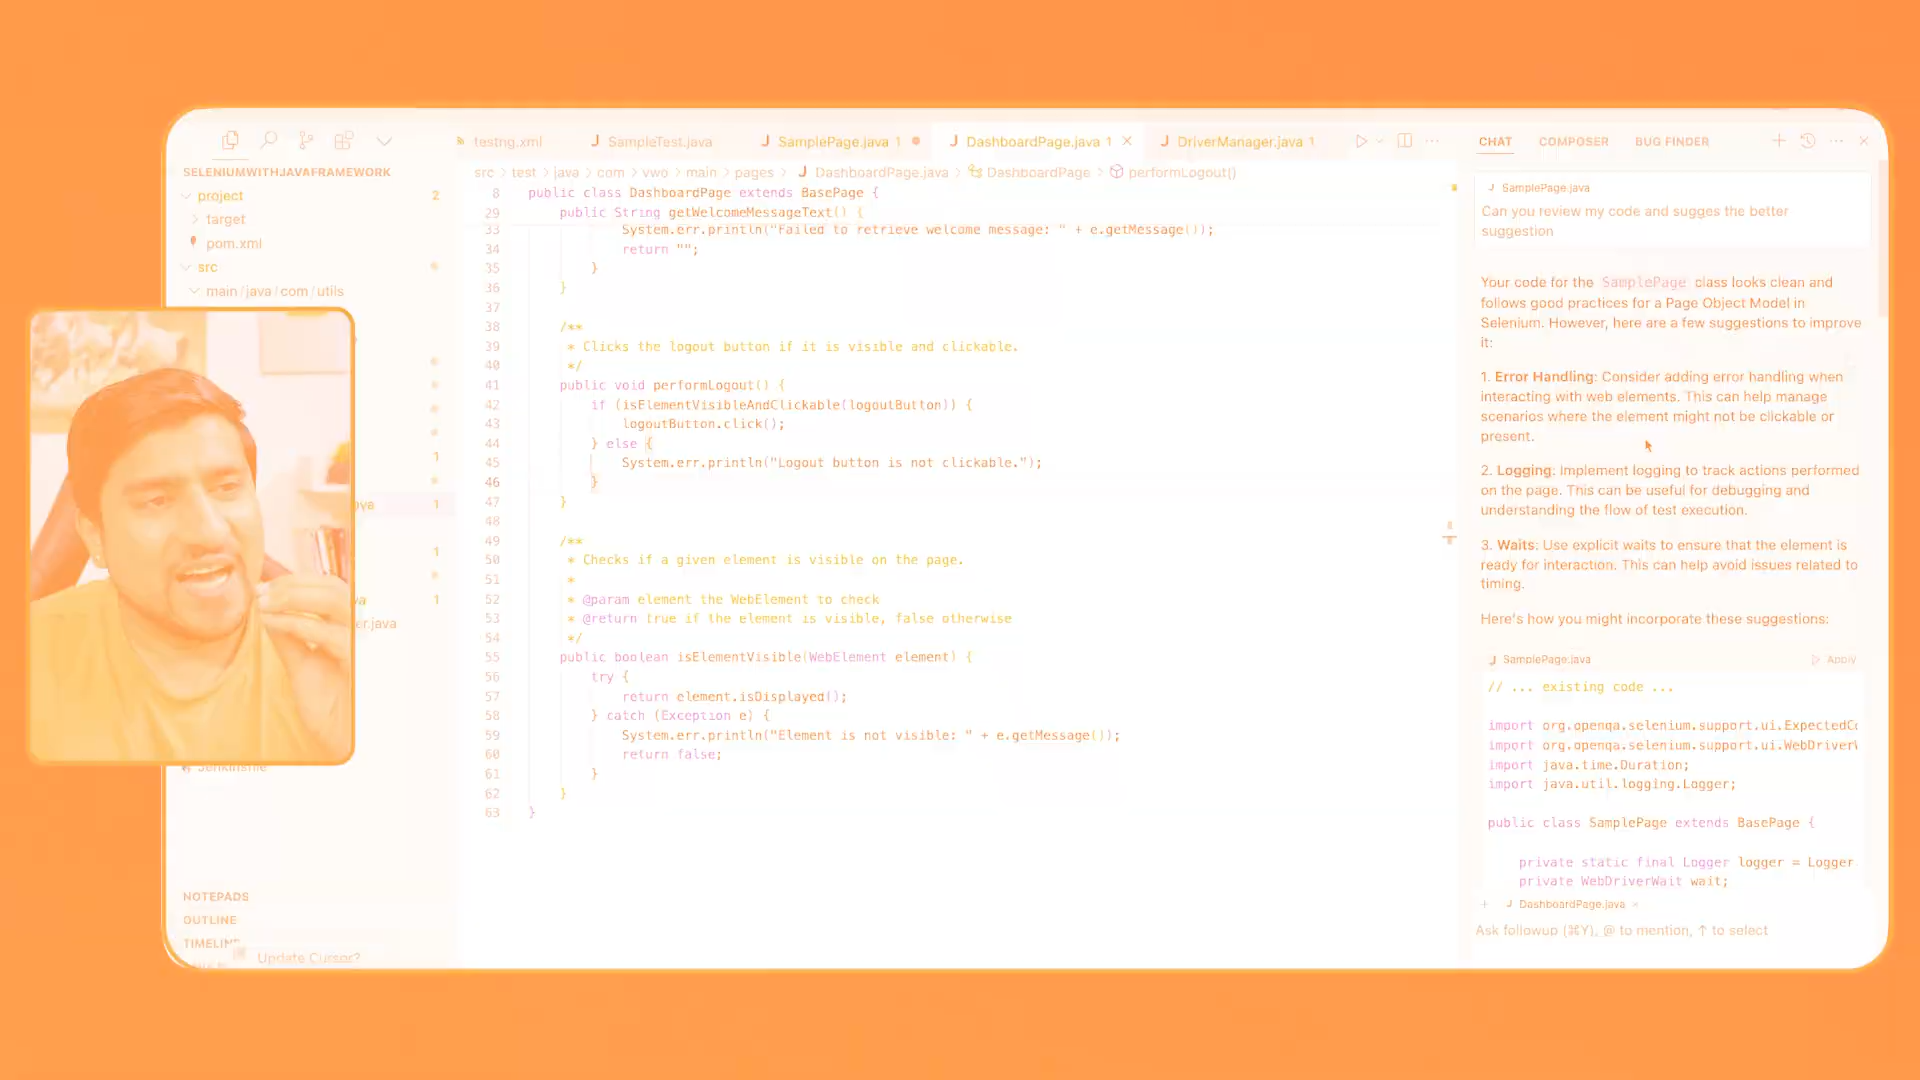 testng.xml
SampleTest.java
SamplePage.java 1
DashboardPage.java 1
DriverManager.java 1
SELENIUMWITHJAVAFRAMEWORK
project 2
target
pom.xml
src
main/java/com/utils
1
ava 1
1
va 1
er.java
Jenkinsfile
NOTEPADS
OUTLINE
TIMELINE
Update Cursor?
src > test > java > com > vwo > main > pages > DashboardPage.java > DashboardPage > performLogout()
8 public class DashboardPage extends BasePage {
29 public String getWelcomeMessageText() {
33 System.err.println("Failed to retrieve welcome message: " + e.getMessage());
34 return "";
35 }
36 }
37
38 /**
39 * Clicks the logout button if it is visible and clickable.
40 */
41 public void performLogout() {
42 if (isElementVisibleAndClickable(logoutButton)) {
43 logoutButton.click();
44 } else {
45 System.err.println("Logout button is not clickable.");
46 }
47 }
48
49 /**
50 * Checks if a given element is visible on the page.
51 *
52 * @param element the WebElement to check
53 * @return true if the element is visible, false otherwise
54 */
55 public boolean isElementVisible(WebElement element) {
56 try {
57 return element.isDisplayed();
58 } catch (Exception e) {
59 System.err.println("Element is not visible: " + e.getMessage());
60 return false;
61 }
62 }
63 }
CHAT
COMPOSER
BUG FINDER
SamplePage.java
Can you review my code and sugges the better
suggestion
Your code for the SamplePage class looks clean and
follows good practices for a Page Object Model in
Selenium. However, here are a few suggestions to improve
it:
1. Error Handling: Consider adding error handling when
interacting with web elements. This can help manage
scenarios where the element might not be clickable or
present.
2. Logging: Implement logging to track actions performed
on the page. This can be useful for debugging and
understanding the flow of test execution.
3. Waits: Use explicit waits to ensure that the element is
ready for interaction. This can help avoid issues related to
timing.
Here's how you might incorporate these suggestions:
SamplePage.java
Apply
// ... existing code ...
import org.openqa.selenium.support.ui.ExpectedCo
import org.openqa.selenium.support.ui.WebDriverW
import java.time.Duration;
import java.util.logging.Logger;
public class SamplePage extends BasePage {
private static final Logger logger = Logger.
private WebDriverWait wait;
+ DashboardPage.java ×
Ask followup (⌘Y), @ to mention, ↑ to select